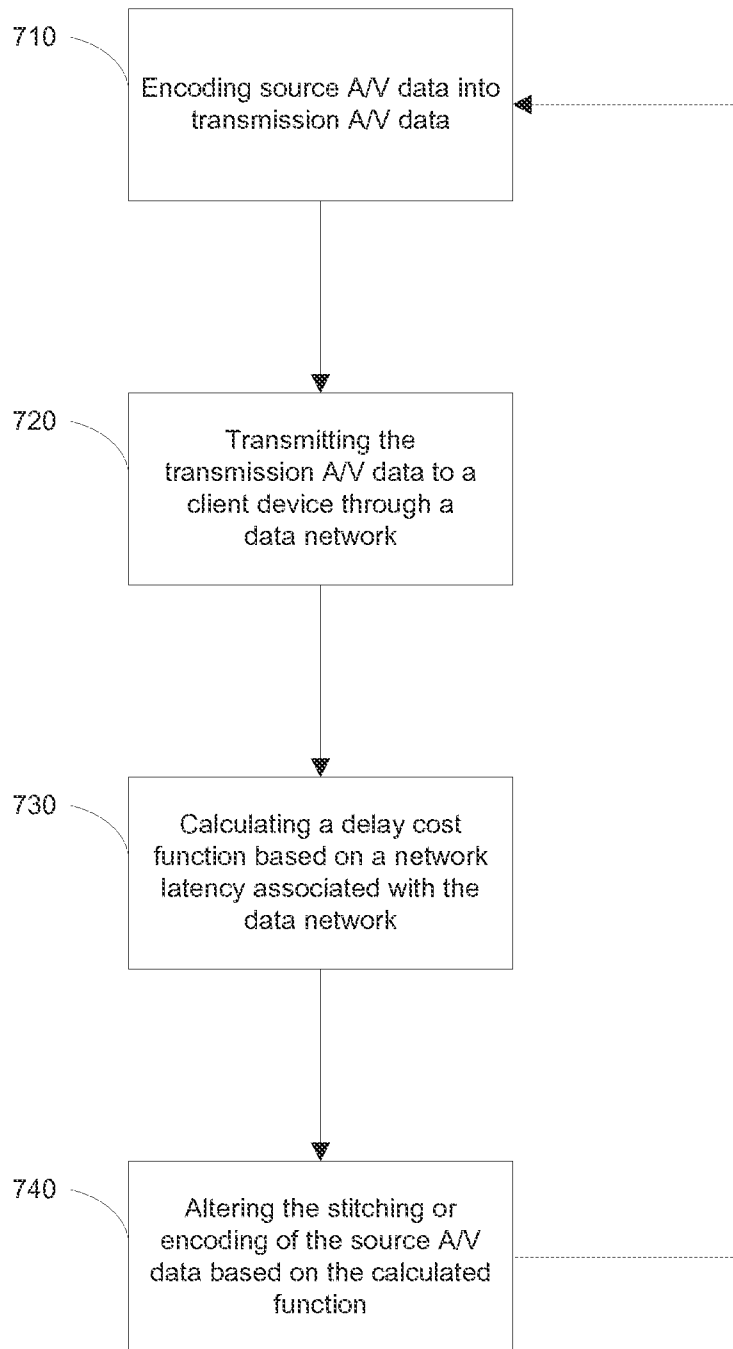 710
Encoding source A/V data into
transmission A/V data
720
Transmitting the
transmission A/V data to a
client device through a
data network
730
Calculating a delay cost
function based on a network
latency associated with the
data network
740
Altering the stitching or
encoding of the source A/V
data based on the calculated
function